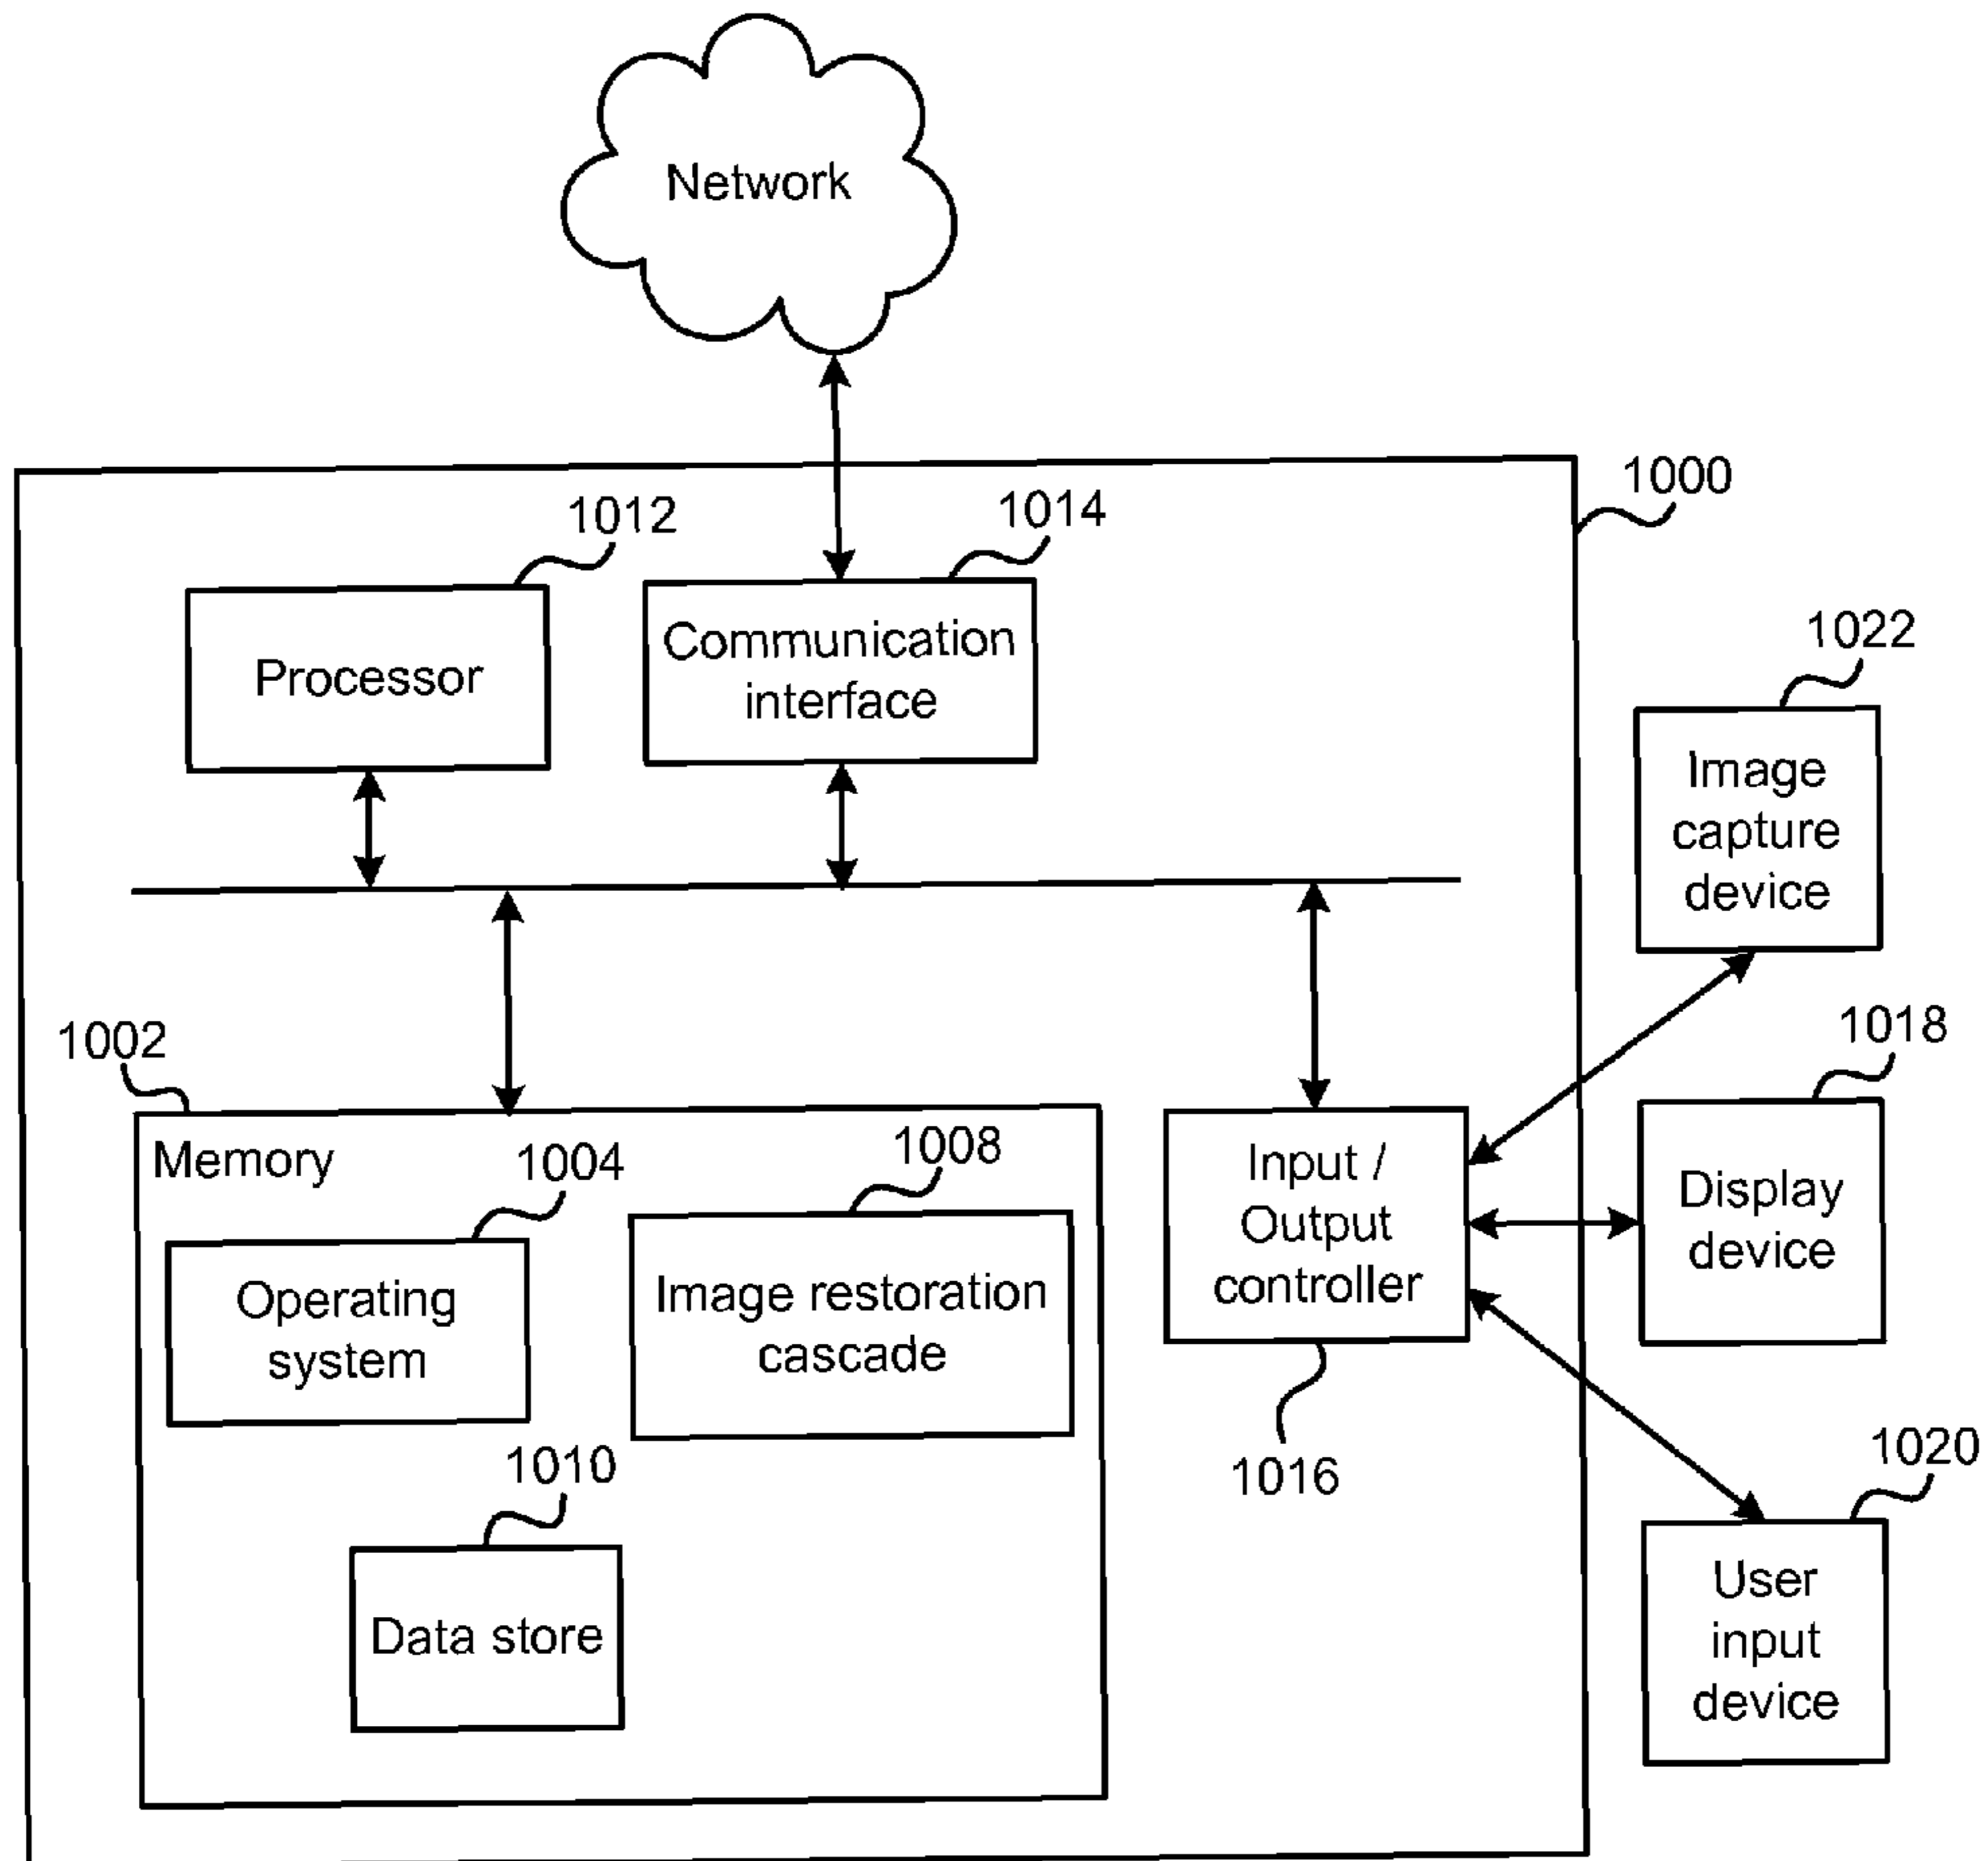 Network
1000
1012
1014
Processor
Communication
interface
1022
Image
capture
device
1002
Memory
1004
1008
Operating
system
Image restoration
cascade
1010
Data store
Input /
Output
controller
1016
1018
Display
device
1020
User
input
device